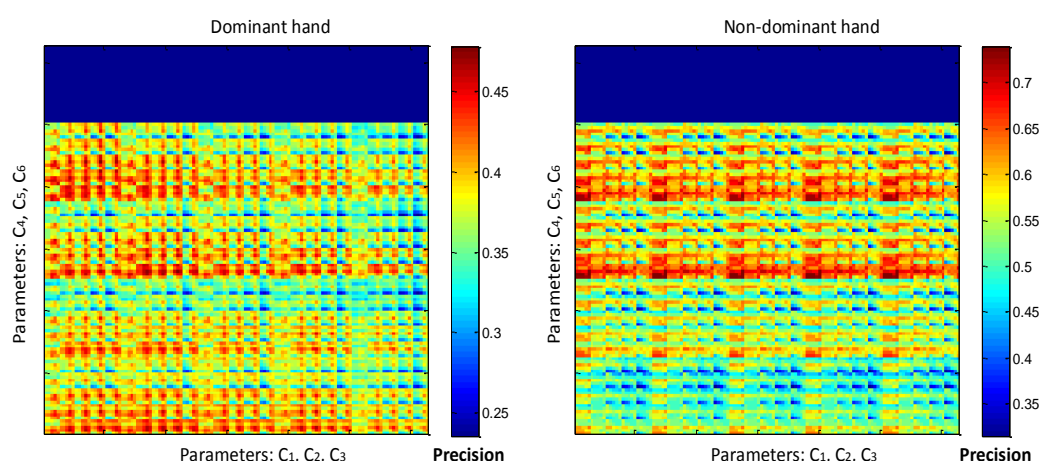 Dominant hand
Parameters: C4, C5, C6
0.45
0.4
0.35
0.3
0.25
Parameters: C1, C2, C3
Precision
Non-dominant hand
Parameters: C4, C5, C6
0.7
0.65
0.6
0.55
0.5
0.45
0.4
0.35
Parameters: C1, C2, C3
Precision